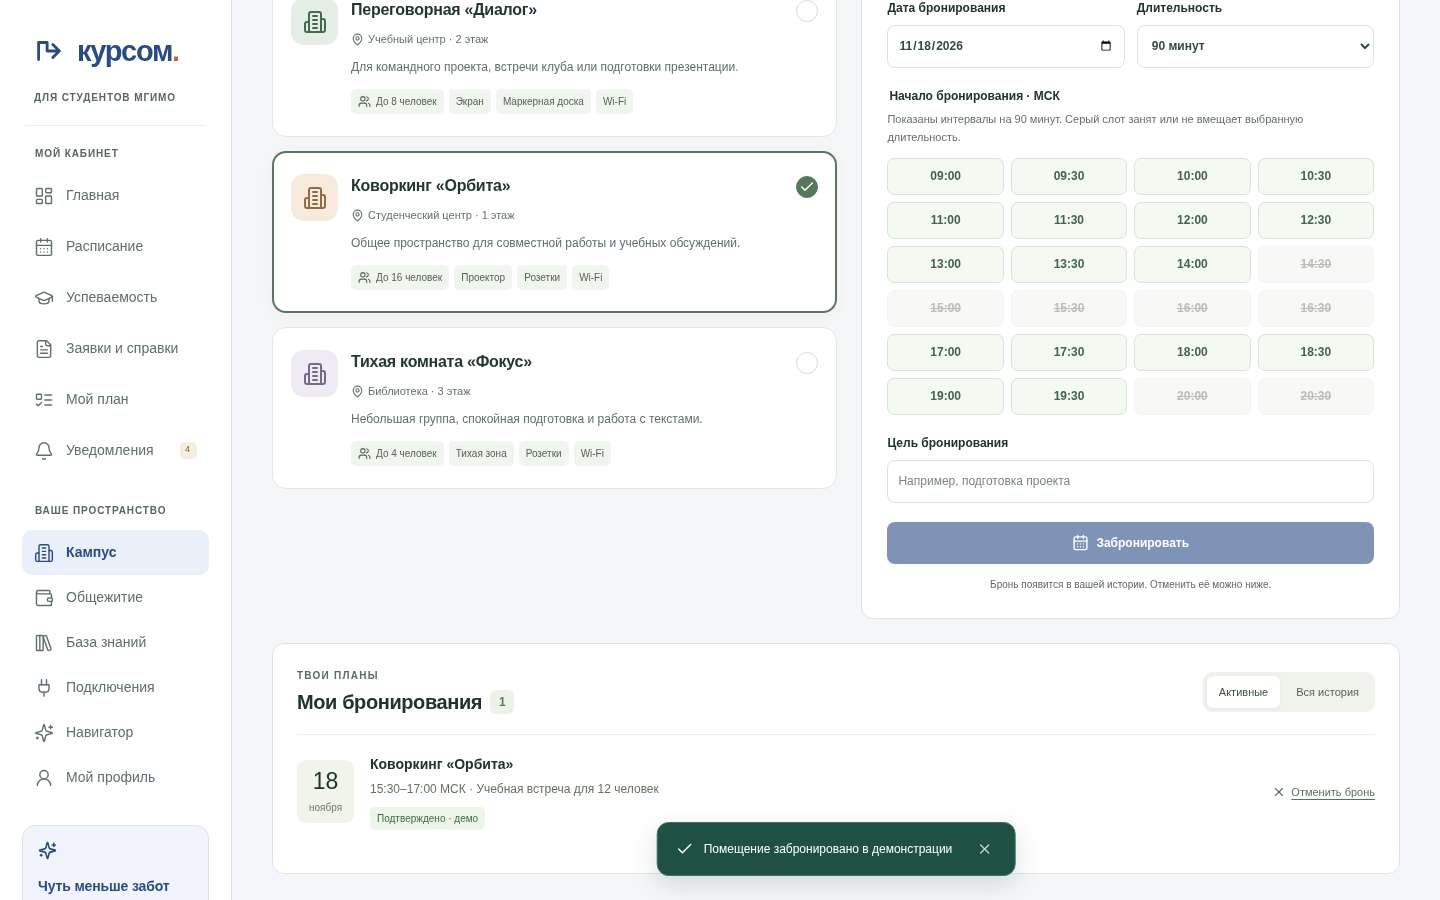 курсом.
ДЛЯ СТУДЕНТОВ МГИМО
МОЙ КАБИНЕТ
Главная
Расписание
Успеваемость
Заявки и справки
Мой план
Уведомления 4
ВАШЕ ПРОСТРАНСТВО
Кампус
Общежитие
База знаний
Подключения
Навигатор
Мой профиль
Чуть меньше забот
Переговорная «Диалог»
Учебный центр · 2 этаж
Для командного проекта, встречи клуба или подготовки презентации.
До 8 человек Экран Маркерная доска Wi-Fi
Коворкинг «Орбита»
Студенческий центр · 1 этаж
Общее пространство для совместной работы и учебных обсуждений.
До 16 человек Проектор Розетки Wi-Fi
Тихая комната «Фокус»
Библиотека · 3 этаж
Небольшая группа, спокойная подготовка и работа с текстами.
До 4 человек Тихая зона Розетки Wi-Fi
Дата бронирования Длительность
11/18/2026 90 минут
Начало бронирования · МСК
Показаны интервалы на 90 минут. Серый слот занят или не вмещает выбранную
длительность.
09:00 09:30 10:00 10:30
11:00 11:30 12:00 12:30
13:00 13:30 14:00 14:30
15:00 15:30 16:00 16:30
17:00 17:30 18:00 18:30
19:00 19:30 20:00 20:30
Цель бронирования
Например, подготовка проекта
Забронировать
Бронь появится в вашей истории. Отменить её можно ниже.
ТВОИ ПЛАНЫ
Мои бронирования 1
Активные Вся история
18 ноября
Коворкинг «Орбита»
15:30–17:00 МСК · Учебная встреча для 12 человек
Подтверждено · демо
Отменить бронь
Помещение забронировано в демонстрации